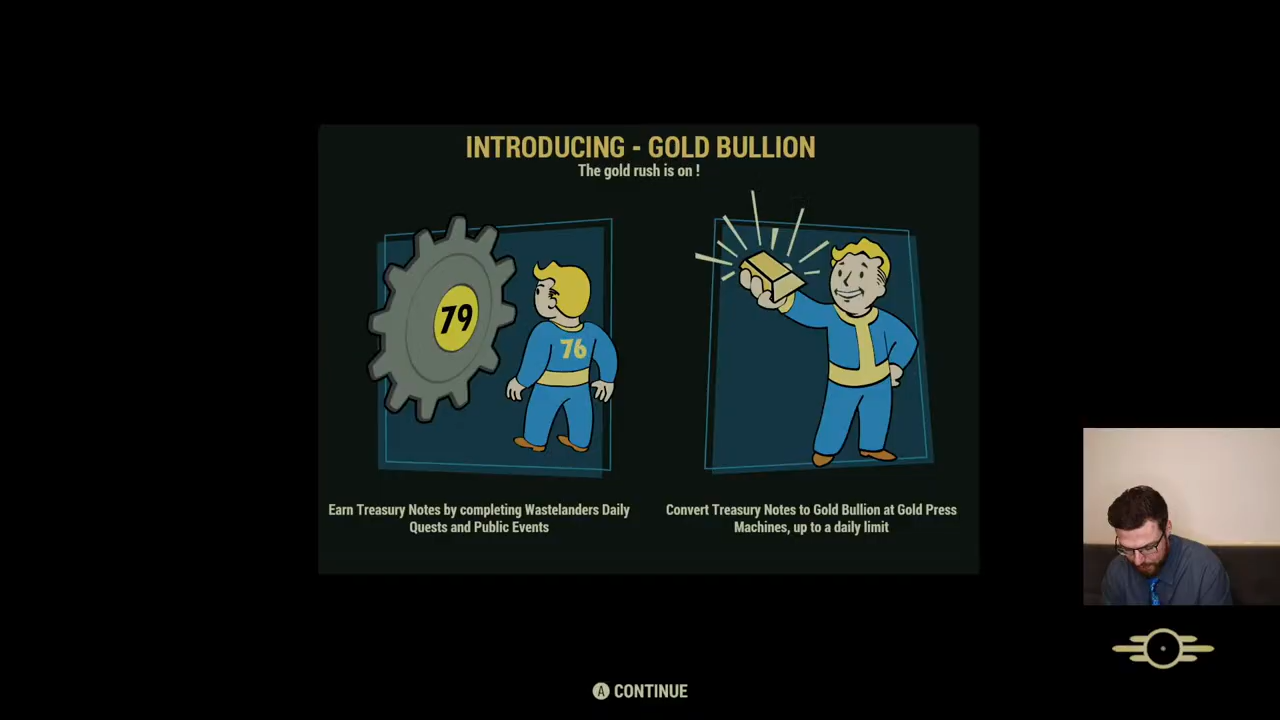 INTRODUCING - GOLD BULLION
The gold rush is on !
79
76
Earn Treasury Notes by completing Wastelanders Daily
Quests and Public Events
Convert Treasury Notes to Gold Bullion at Gold Press
Machines, up to a daily limit
A CONTINUE